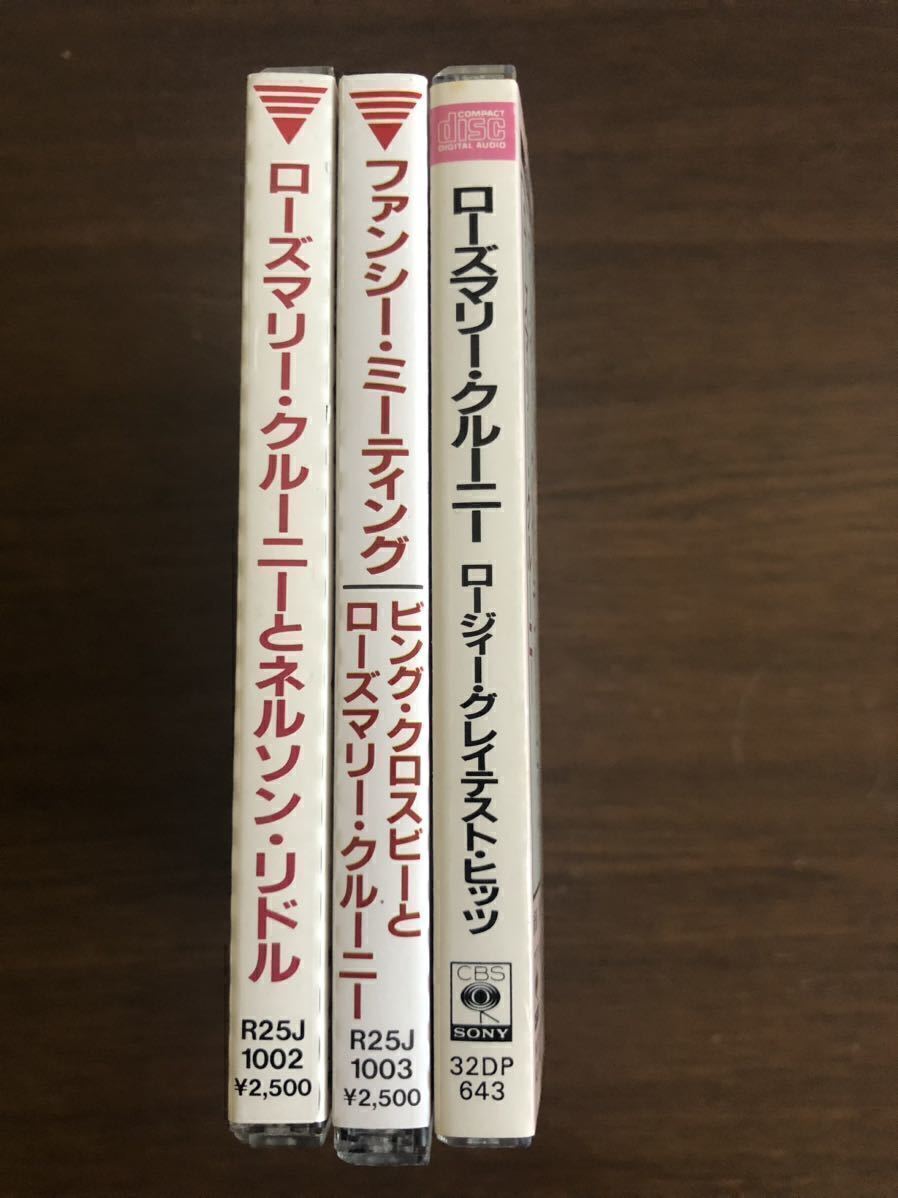 ローズマリー・クルーニーとネルソン・リドル
R25J
1002
¥2,500
ファンシー・ミーティング
ビング・クロスビーと
ローズマリー・クルーニー
R25J
1003
¥2,500
COMPACT
disc
DIGITAL AUDIO
ローズマリー・クルーニー ロージィー・グレイテスト・ヒッツ
CBS
SONY
32DP
643